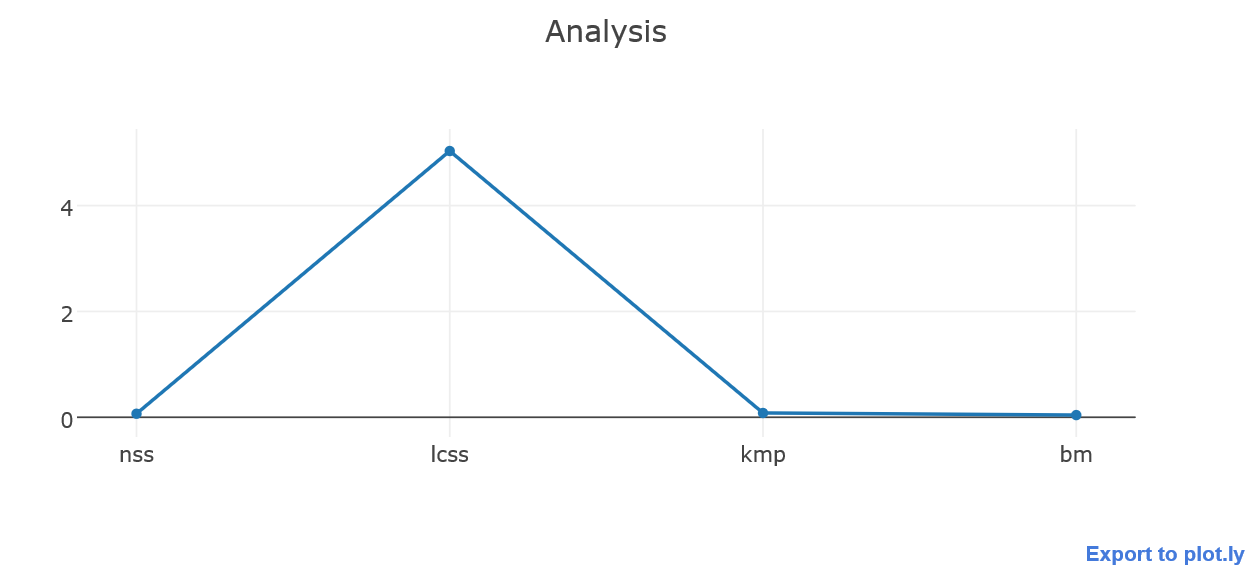 Analysis
4
2
0
nss lcss kmp bm
Export to plot.ly